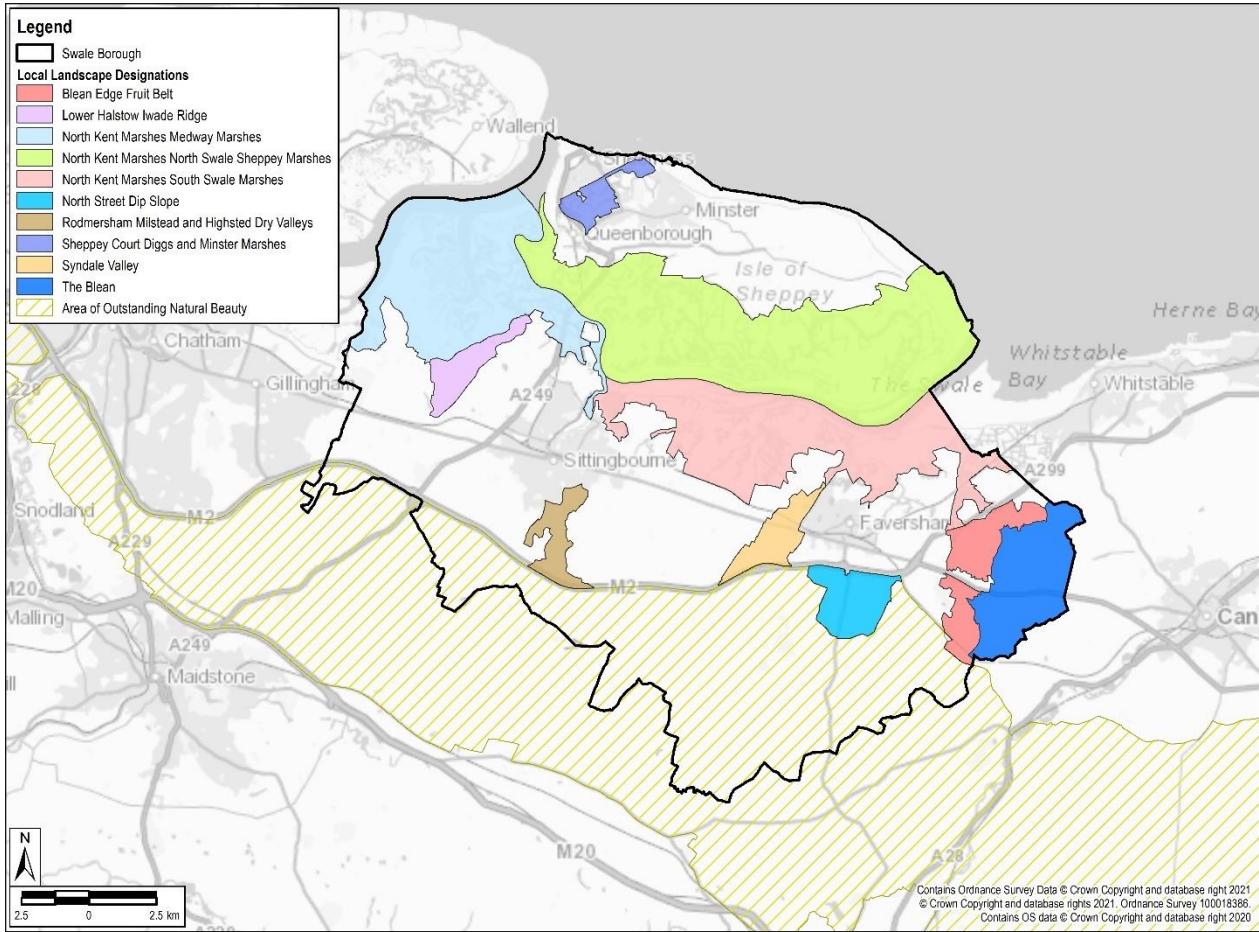 Legend
Swale Borough
Local Landscape Designations
Blean Edge Fruit Belt
Lower Halstow Iwade Ridge
North Kent Marshes Medway Marshes
North Kent Marshes North Swale Sheppey Marshes
North Kent Marshes South Swale Marshes
North Street Dip Slope
Rodmersham Milstead and Highsted Dry Valleys
Sheppey Court Diggs and Minster Marshes
Syndale Valley
The Blean
Area of Outstanding Natural Beauty
Wallend
Minster
Queenborough
Isle of
Sheppey
Herne Bay
Whitstable
Bay
Whitstable
The Swale
Chatham
Gillingham
A249
Sittingbourne
A299
Faversham
Snodland
M2
A229
M2
M20
Malling
A249
Maidstone
Can
M20
A28
N
2.5 0 2.5 km
Contains Ordnance Survey Data © Crown Copyright and database right 2021
© Crown Copyright and database rights 2021. Ordnance Survey 100018386.
Contains OS data © Crown Copyright and database right 2020